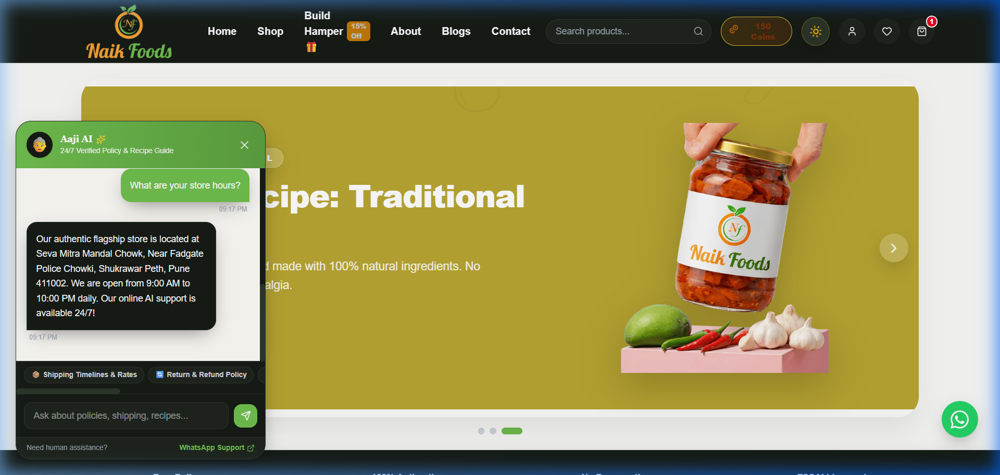 Naik Foods
Home
Shop
Build
Hamper
15%
Off
About
Blogs
Contact
Search products...
150
Coins
1
Aaji AI
24/7 Verified Policy & Recipe Guide
What are your store hours?
09:17 PM
Our authentic flagship store is located at
Seva Mitra Mandal Chowk, Near Fadgate
Police Chowki, Shukrawar Peth, Pune
411002. We are open from 9:00 AM to
10:00 PM daily. Our online AI support is
available 24/7!
09:17 PM
Shipping Timelines & Rates
Return & Refund Policy
Ask about policies, shipping, recipes...
Need human assistance?
WhatsApp Support
L
cipe: Traditional
d made with 100% natural ingredients. No
algia.
Nf
Naik Foods